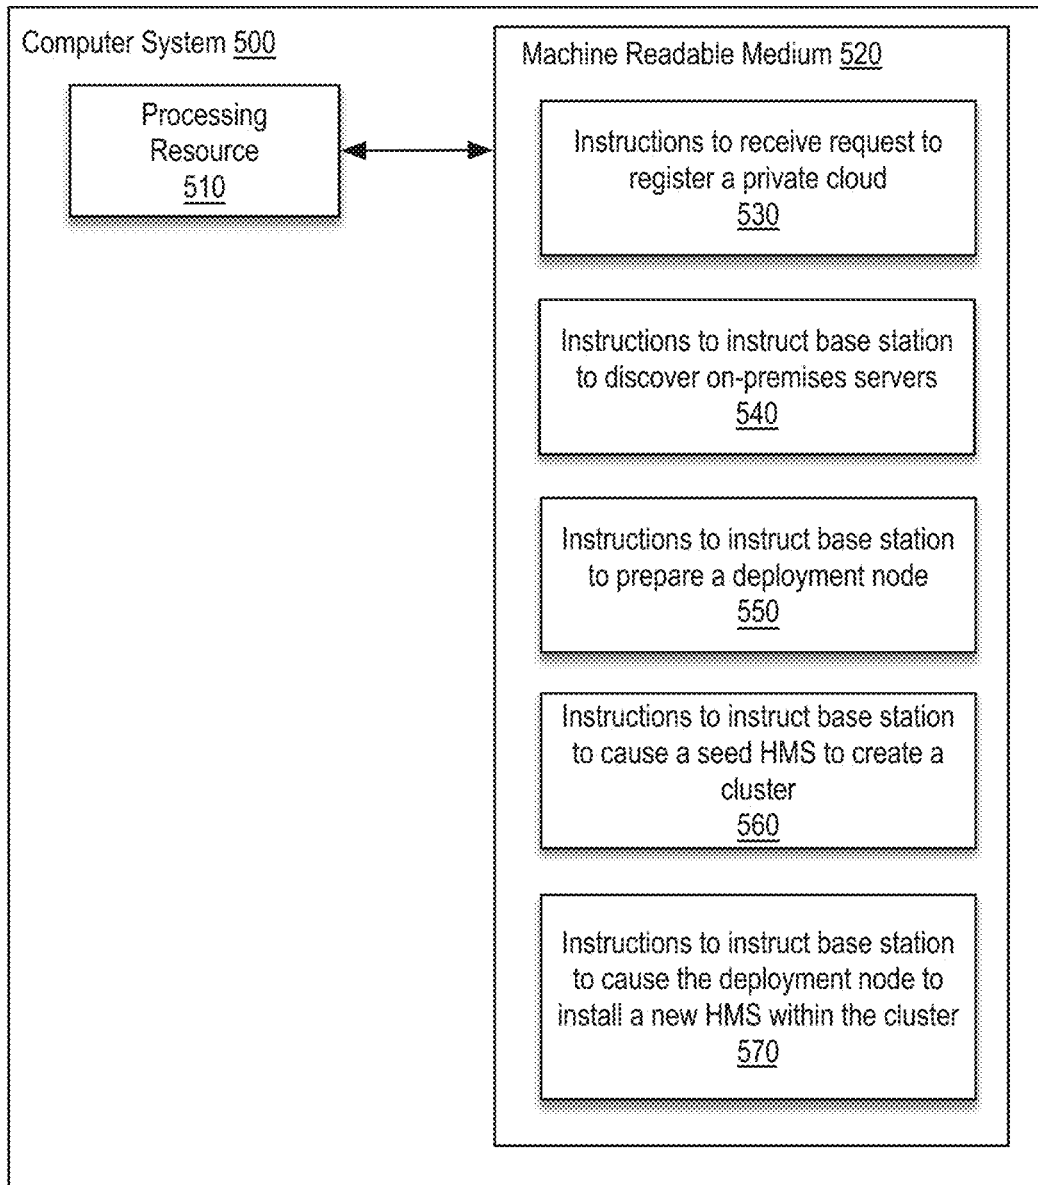 Computer System 500
Processing
Resource
510
Machine Readable Medium 520
Instructions to receive request to
register a private cloud
530
Instructions to instruct base station
to discover on-premises servers
540
Instructions to instruct base station
to prepare a deployment node
550
Instructions to instruct base station
to cause a seed HMS to create a
cluster
560
Instructions to instruct base station
to cause the deployment node to
install a new HMS within the cluster
570